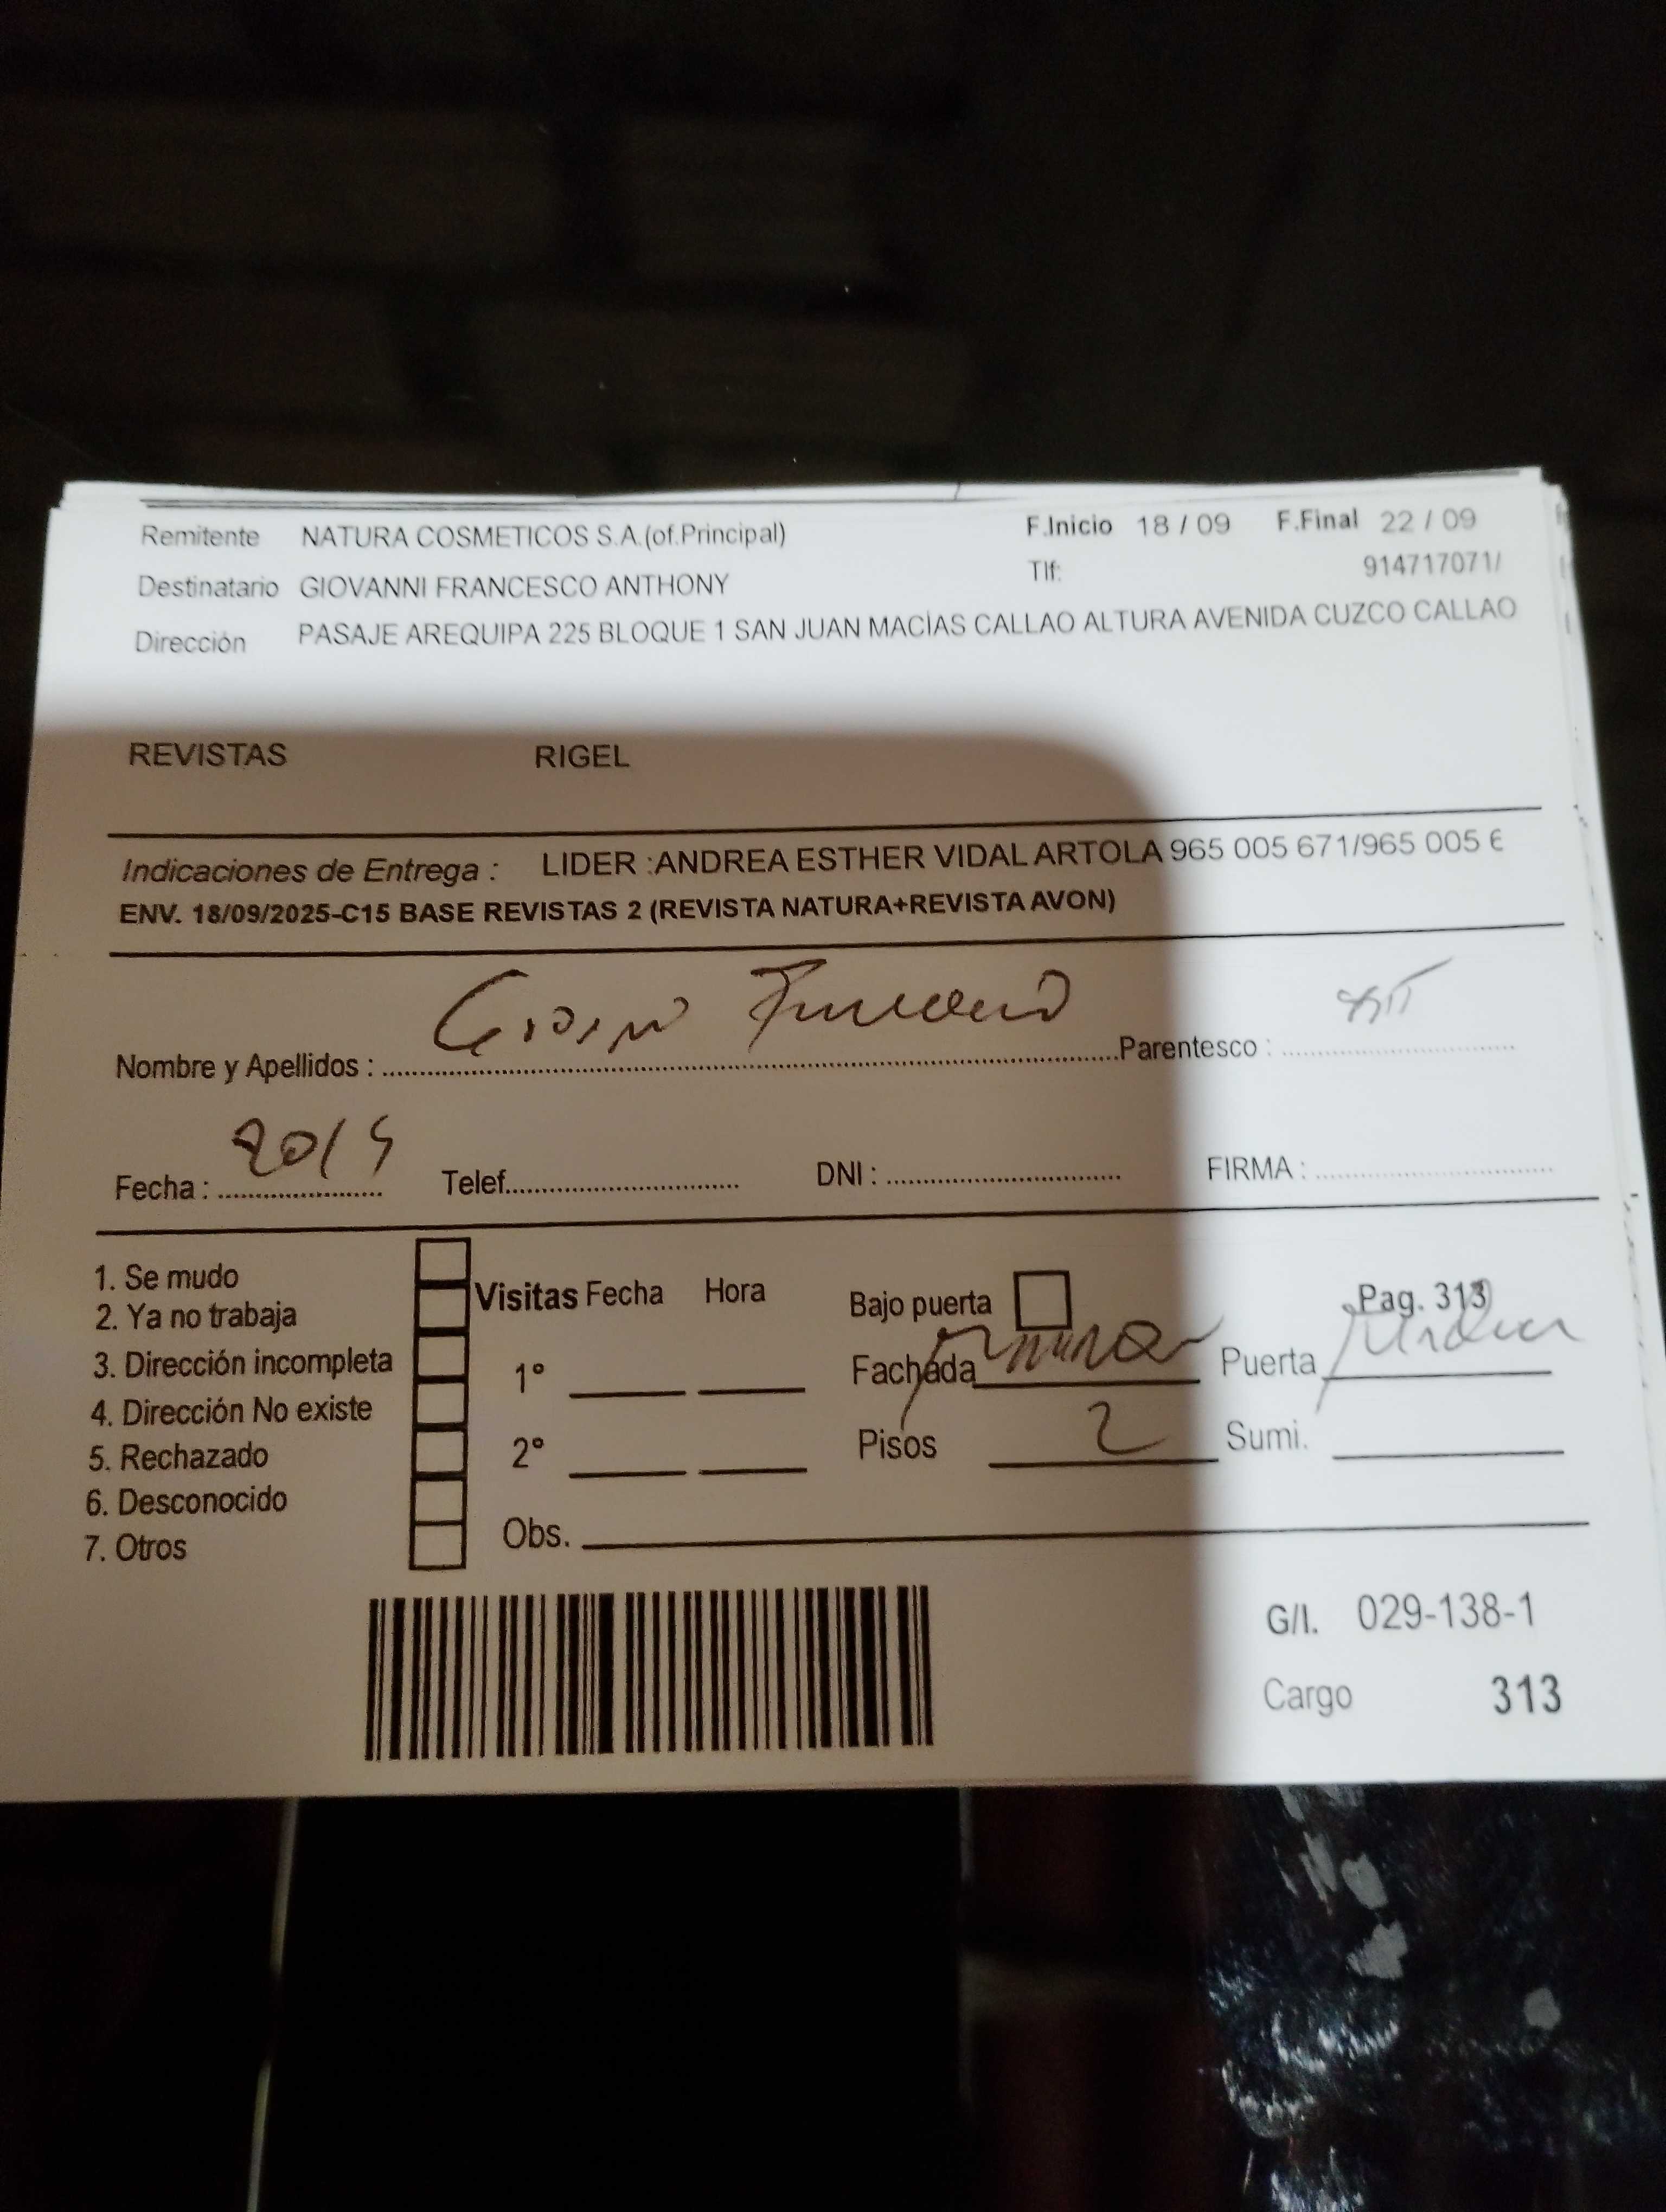 Remitente NATURA COSMETICOS S.A.(of.Principal) F.Inicio 18 / 09 F.Final 22 / 09
Destinatario GIOVANNI FRANCESCO ANTHONY Tlf: 914717071/
Dirección PASAJE AREQUIPA 225 BLOQUE 1 SAN JUAN MACÍAS CALLAO ALTURA AVENIDA CUZCO CALLAO
REVISTAS RIGEL
Indicaciones de Entrega : LIDER :ANDREA ESTHER VIDAL ARTOLA 965 005 671/965 005 6
ENV. 18/09/2025-C15 BASE REVISTAS 2 (REVISTA NATURA+REVISTA AVON)
Nombre y Apellidos : Parentesco :
Fecha : Telef. DNI : FIRMA :
1. Se mudo
2. Ya no trabaja
3. Dirección incompleta
4. Dirección No existe
5. Rechazado
6. Desconocido
7. Otros
Visitas Fecha Hora
1°
2°
Obs.
Bajo puerta Pag. 313
Fachada Puerta
Pisos 2 Sumi.
G/I. 029-138-1
Cargo 313